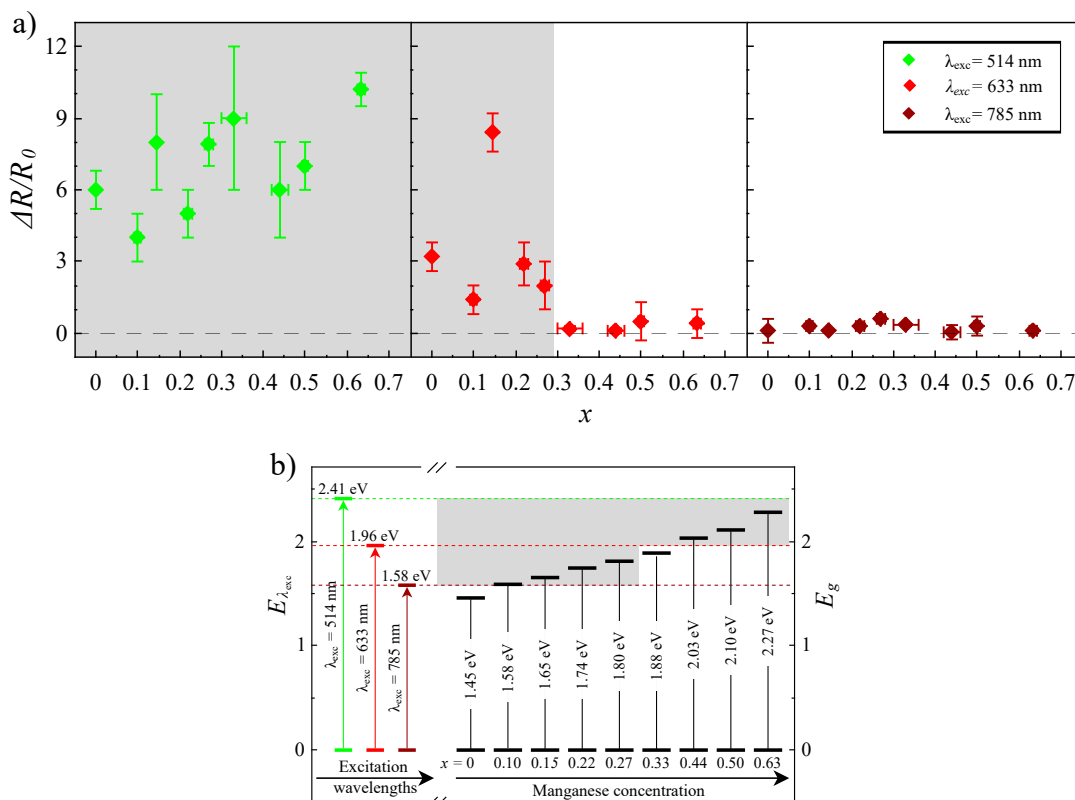 a)
ΔR/R0
12
9
6
3
0
λexc = 514 nm
λexc = 633 nm
λexc = 785 nm
0 0.1 0.2 0.3 0.4 0.5 0.6 0.7
0 0.1 0.2 0.3 0.4 0.5 0.6 0.7
0 0.1 0.2 0.3 0.4 0.5 0.6 0.7
x
b)
//
2.41 eV
1.96 eV
1.58 eV
Eλexc
2
1
0
λexc = 514 nm
λexc = 633 nm
λexc = 785 nm
1.45 eV
1.58 eV
1.65 eV
1.74 eV
1.80 eV
1.88 eV
2.03 eV
2.10 eV
2.27 eV
2
1
0
Eg
x = 0 0.10 0.15 0.22 0.27 0.33 0.44 0.50 0.63
Excitation
wavelengths
//
Manganese concentration